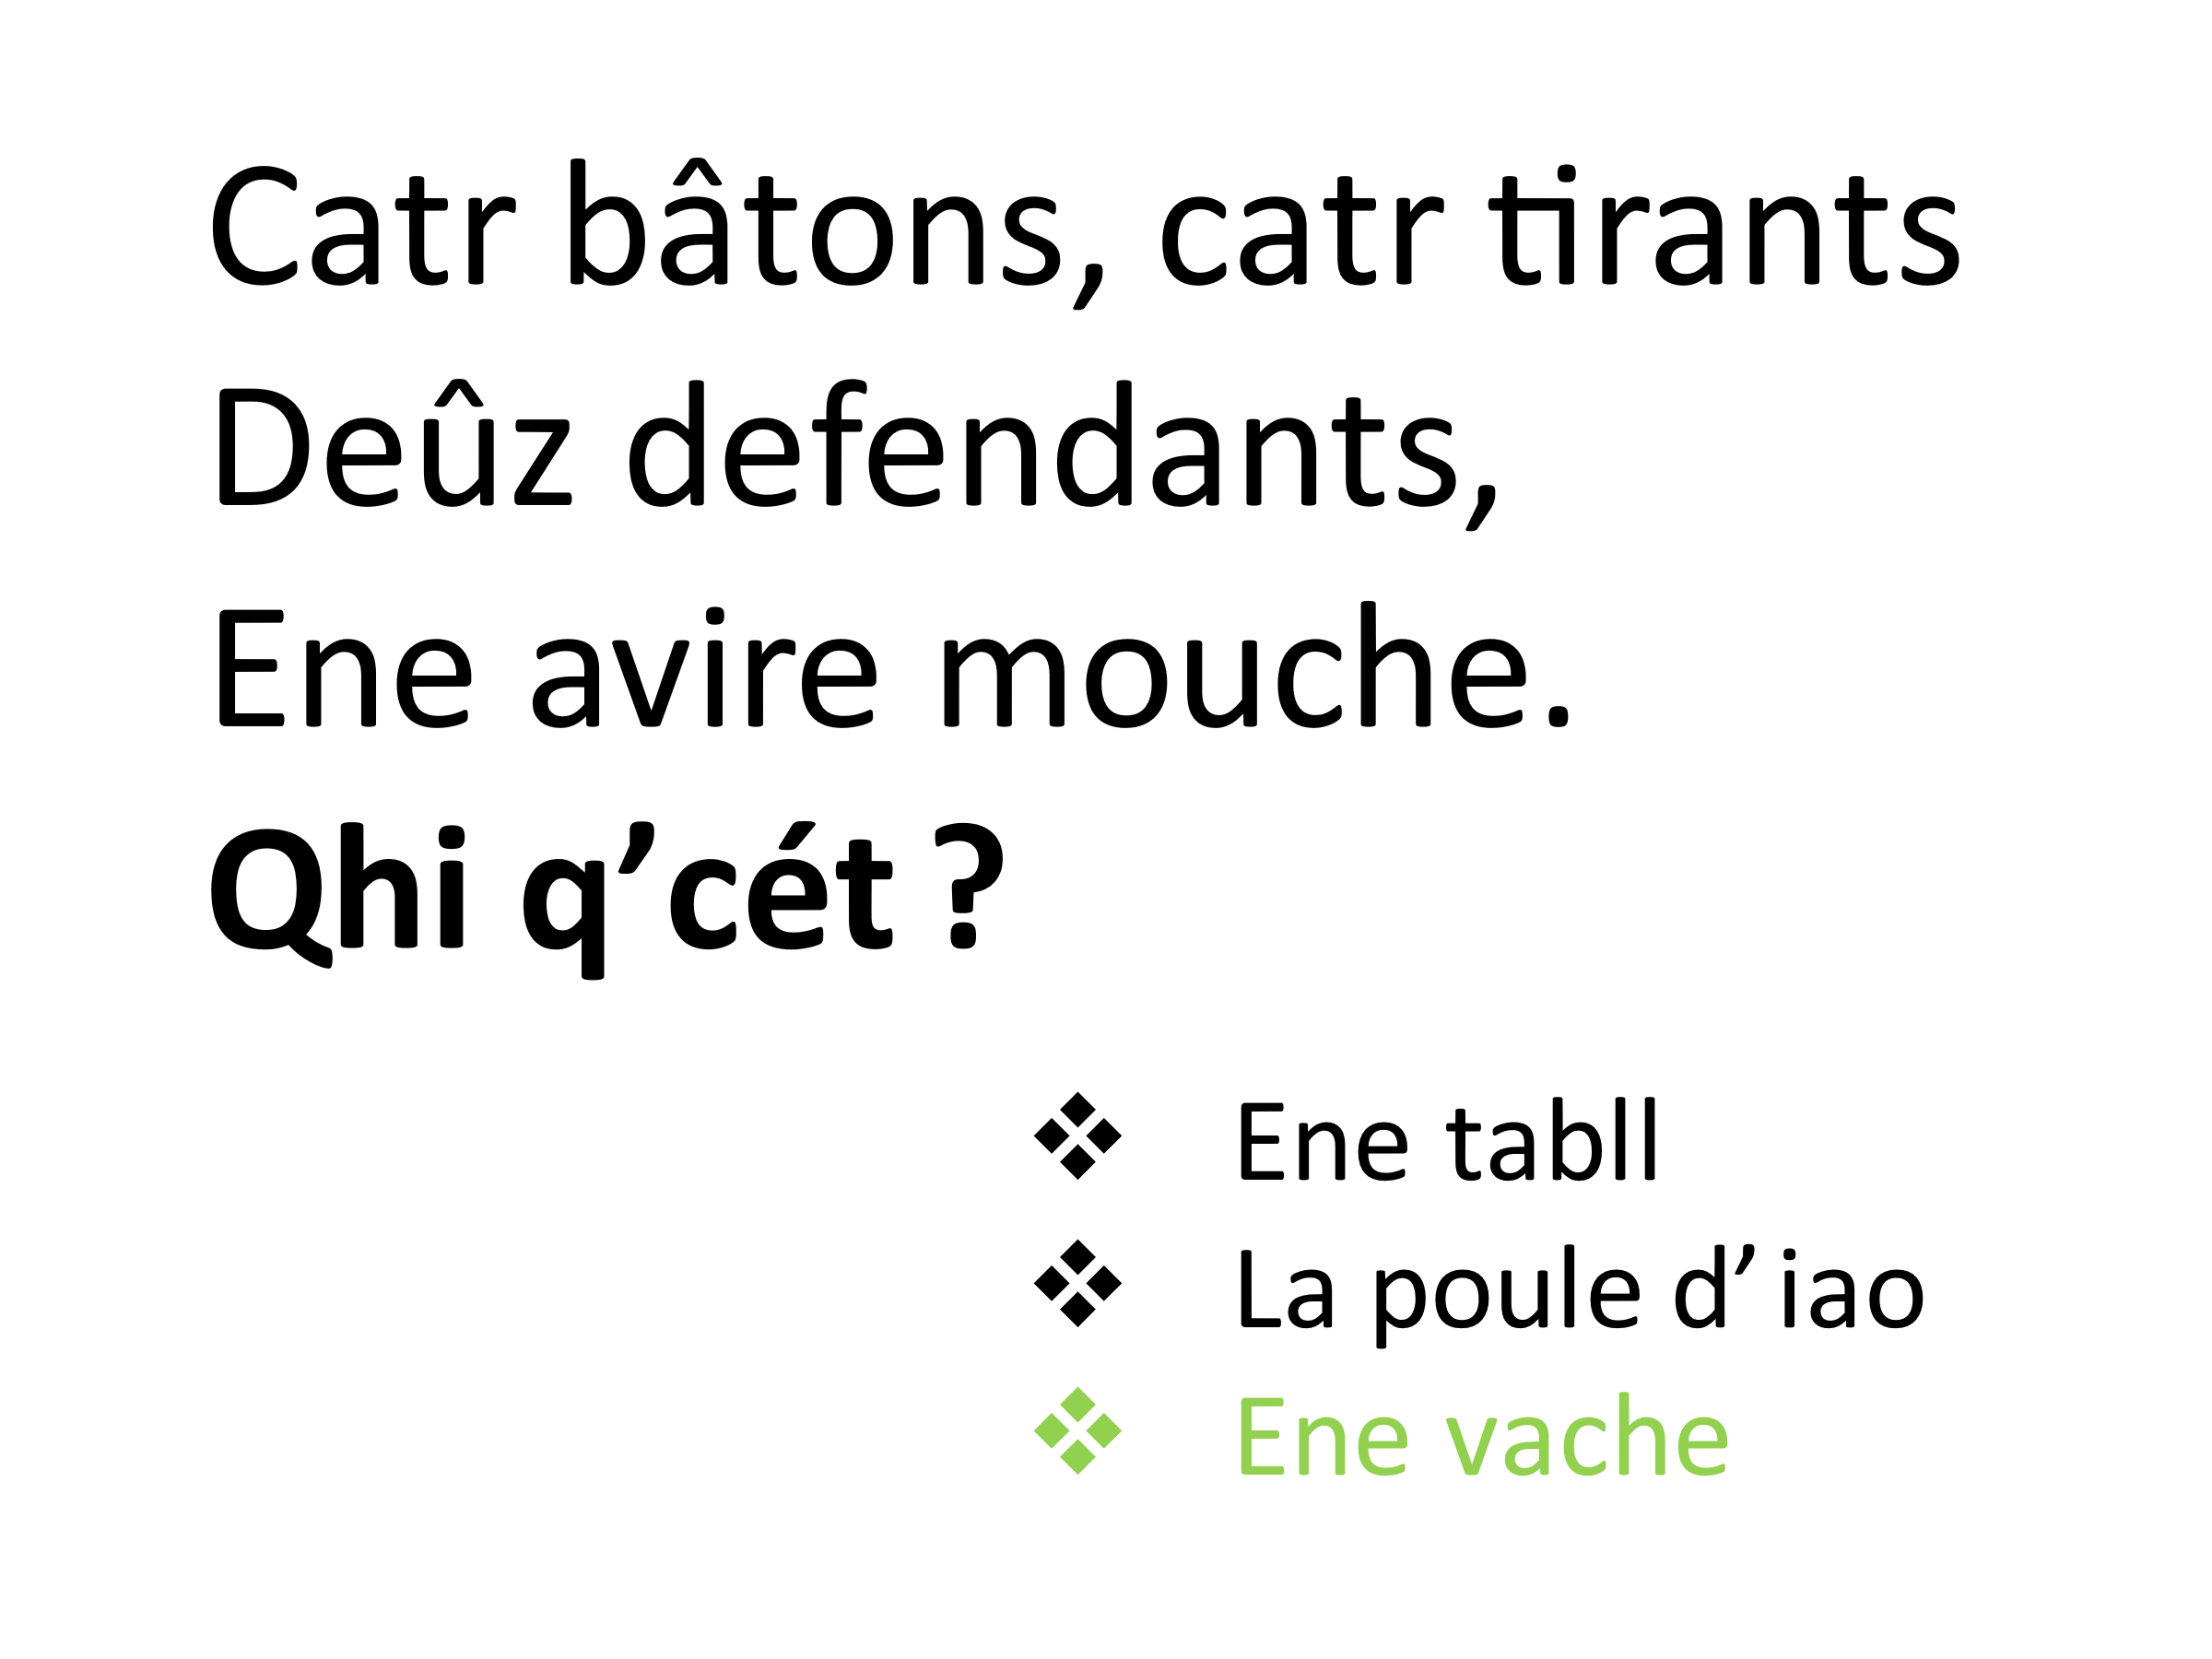 Catr bâtons, catr tirants
Deûz defendants,
Ene avire mouche.
Qhi q’cét ?
❖ Ene tabll
❖ La poule d’ iao
❖ Ene vache